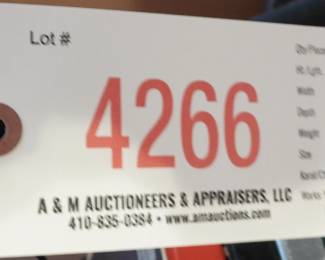 Lot #
Qty/Piece
Ht./Lgth.
Width
Depth
Weight
Size
4266
A & M AUCTIONEERS & APPRAISERS, LLC
410-835-0384 • www.amauctions.com